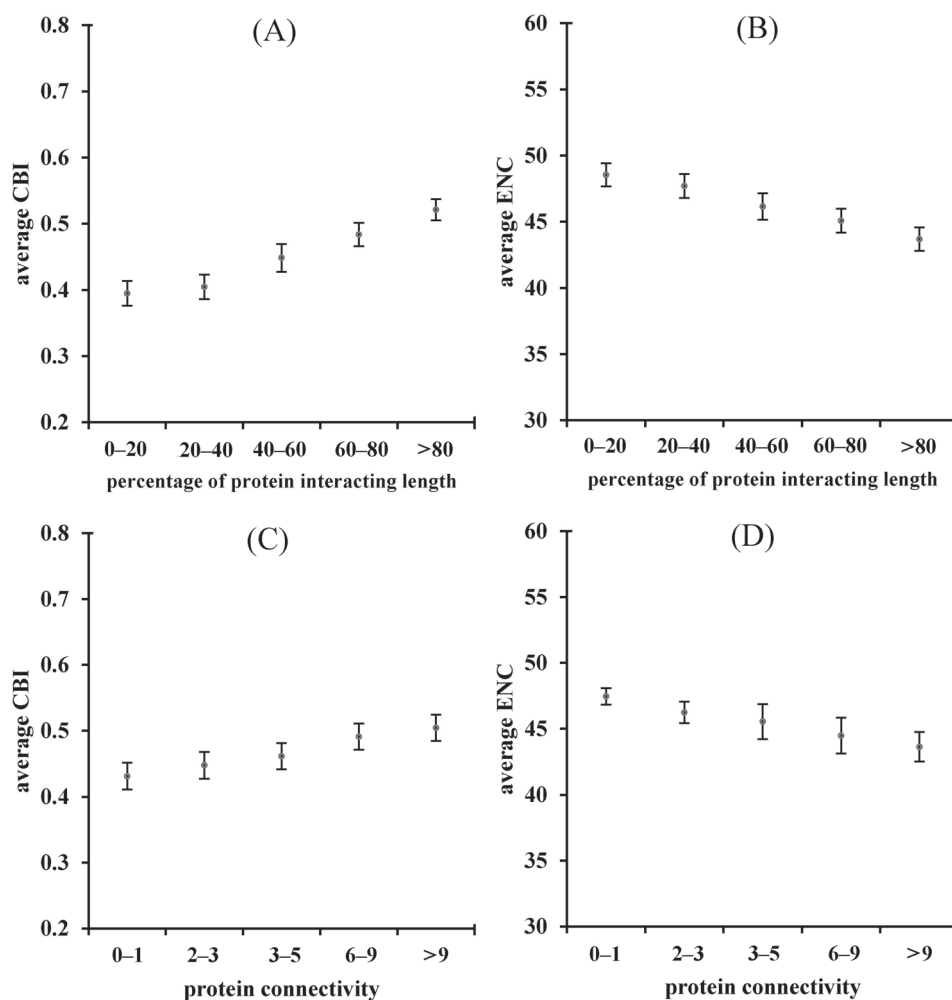 (A)
0.8
0.7
0.6
0.5
0.4
0.3
0.2
average CBI
0–20 20–40 40–60 60–80 >80
percentage of protein interacting length
(B)
60
55
50
45
40
35
30
average ENC
0–20 20–40 40–60 60–80 >80
percentage of protein interacting length
(C)
0.8
0.7
0.6
0.5
0.4
0.3
0.2
average CBI
0–1 2–3 3–5 6–9 >9
protein connectivity
(D)
60
55
50
45
40
35
30
average ENC
0–1 2–3 3–5 6–9 >9
protein connectivity